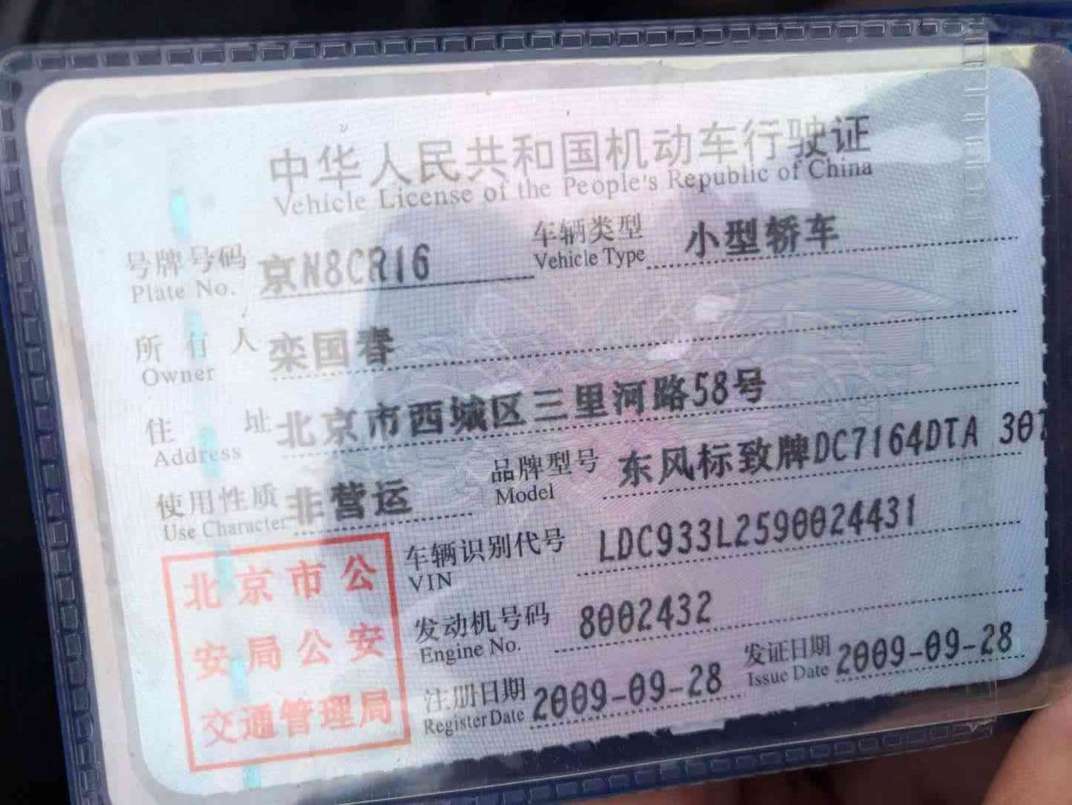 中华人民共和国机动车行驶证
Vehicle License of the People's Republic of China
号牌号码 京N8CR16 车辆类型 小型轿车
Plate No. Vehicle Type
所有人 栾国春
Owner
住址 北京市西城区三里河路58号
Address
使用性质 非营运 品牌型号 东风标致牌DC7164DTA 307
Use Character Model
车辆识别代号 LDC933L2590024431
VIN
发动机号码 8002432
Engine No.
注册日期 2009-09-28 发证日期 2009-09-28
Register Date Issue Date
北京市公
安局公安
交通管理局